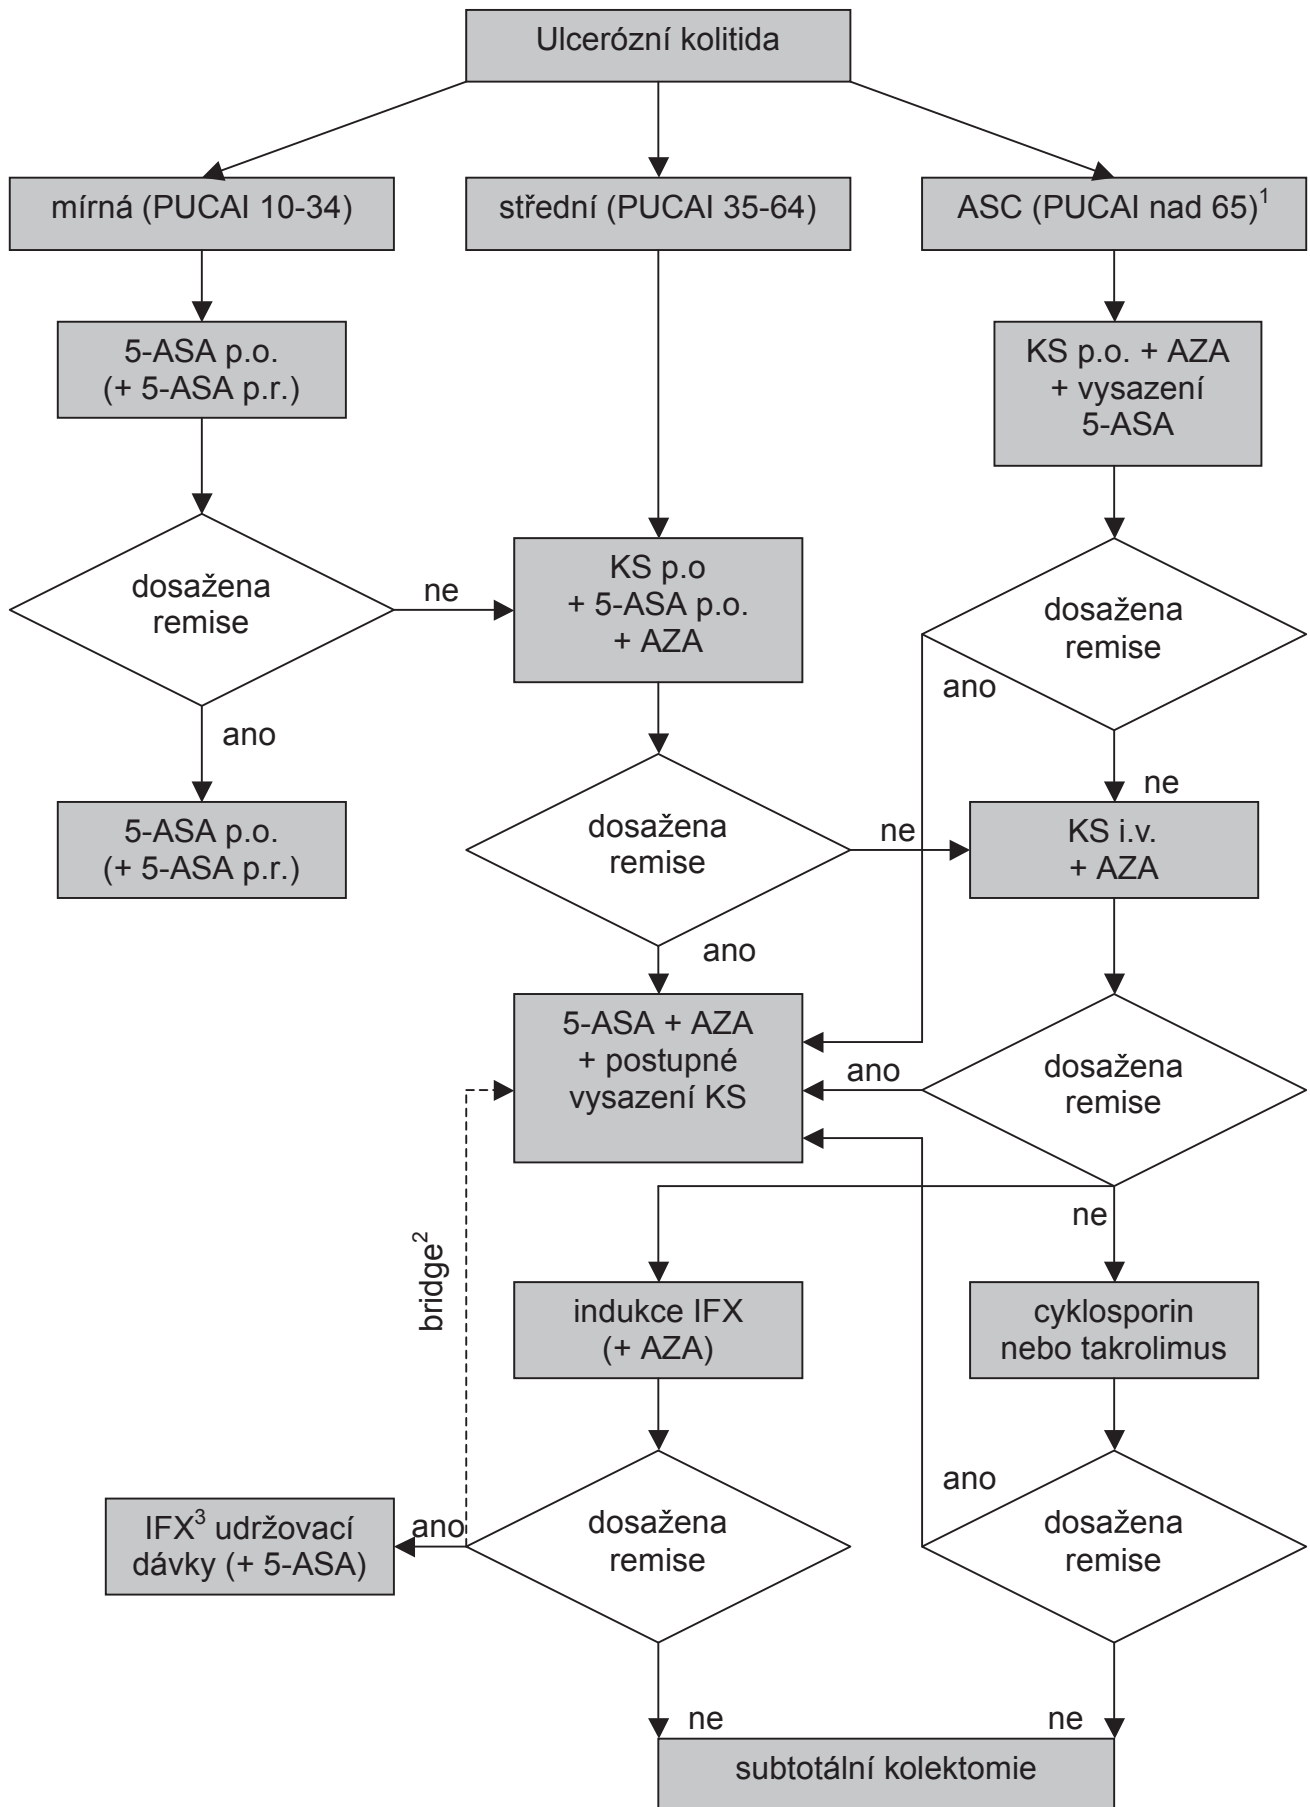 Ulcerózní kolitida
mírná (PUCAI 10-34)
střední (PUCAI 35-64)
ASC (PUCAI nad 65)¹
5-ASA p.o.
(+ 5-ASA p.r.)
KS p.o. + AZA
+ vysazení
5-ASA
dosažena
remise
ne
KS p.o
+ 5-ASA p.o.
+ AZA
dosažena
remise
ano
ano
5-ASA p.o.
(+ 5-ASA p.r.)
dosažena
remise
ne
ne
KS i.v.
+ AZA
ano
5-ASA + AZA
+ postupné
vysazení KS
ano
dosažena
remise
ne
bridge²
indukce IFX
(+ AZA)
cyklosporin
nebo takrolimus
IFX³ udržovací
dávky (+ 5-ASA)
ano
dosažena
remise
ano
dosažena
remise
ne
ne
subtotální kolektomie